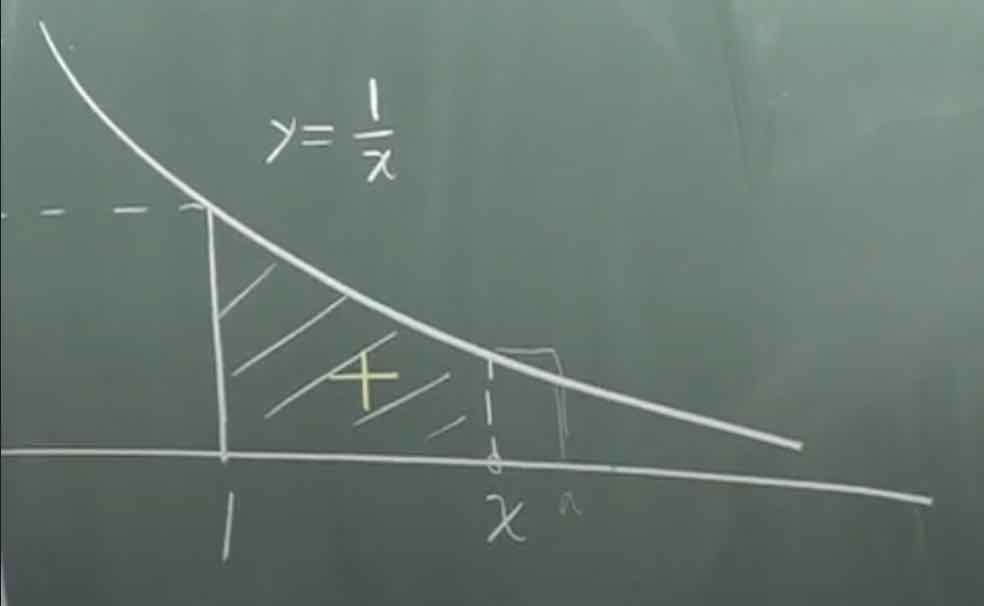 y = 1/x
+
1 x